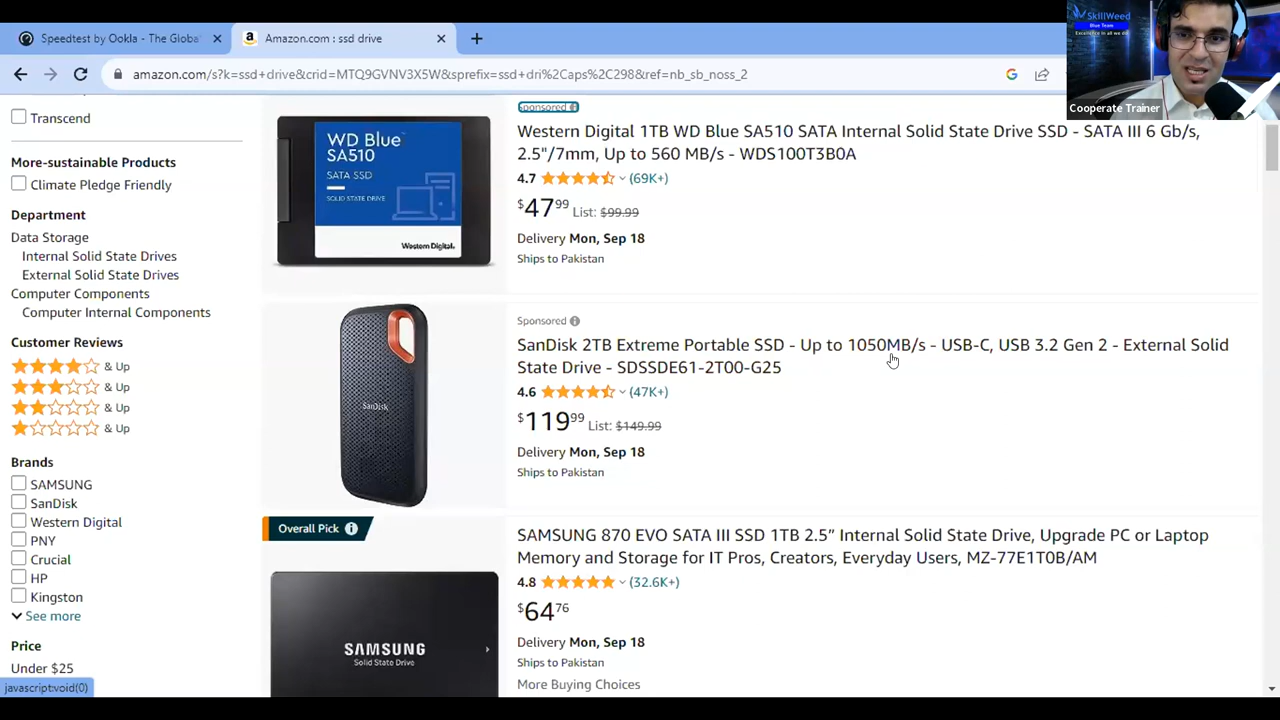 Speedtest by Ookla - The Global
Amazon.com : ssd drive
amazon.com/s?k=ssd+drive&crid=MTQ9GVNV3X5W&sprefix=ssd+dri%2Caps%2C298&ref=nb_sb_noss_2
SkillWeed
Blue Team
Excellence in all we do
Cooperate Trainer
Transcend
More-sustainable Products
Climate Pledge Friendly
Department
Data Storage
Internal Solid State Drives
External Solid State Drives
Computer Components
Computer Internal Components
Customer Reviews
& Up
& Up
& Up
& Up
Brands
SAMSUNG
SanDisk
Western Digital
PNY
Crucial
HP
Kingston
See more
Price
Under $25
javascript:void(0)
WD Blue™
SA510
SATA SSD
SOLID STATE DRIVE
Western Digital.
Sponsored
Western Digital 1TB WD Blue SA510 SATA Internal Solid State Drive SSD - SATA III 6 Gb/s,
2.5"/7mm, Up to 560 MB/s - WDS100T3B0A
4.7 (69K+)
$47 99 List: $99.99
Delivery Mon, Sep 18
Ships to Pakistan
SanDisk
Sponsored
SanDisk 2TB Extreme Portable SSD - Up to 1050MB/s - USB-C, USB 3.2 Gen 2 - External Solid
State Drive - SDSSDE61-2T00-G25
4.6 (47K+)
$119 99 List: $149.99
Delivery Mon, Sep 18
Ships to Pakistan
Overall Pick
SAMSUNG
Solid State Drive
SAMSUNG 870 EVO SATA III SSD 1TB 2.5” Internal Solid State Drive, Upgrade PC or Laptop
Memory and Storage for IT Pros, Creators, Everyday Users, MZ-77E1T0B/AM
4.8 (32.6K+)
$64 76
Delivery Mon, Sep 18
Ships to Pakistan
More Buying Choices